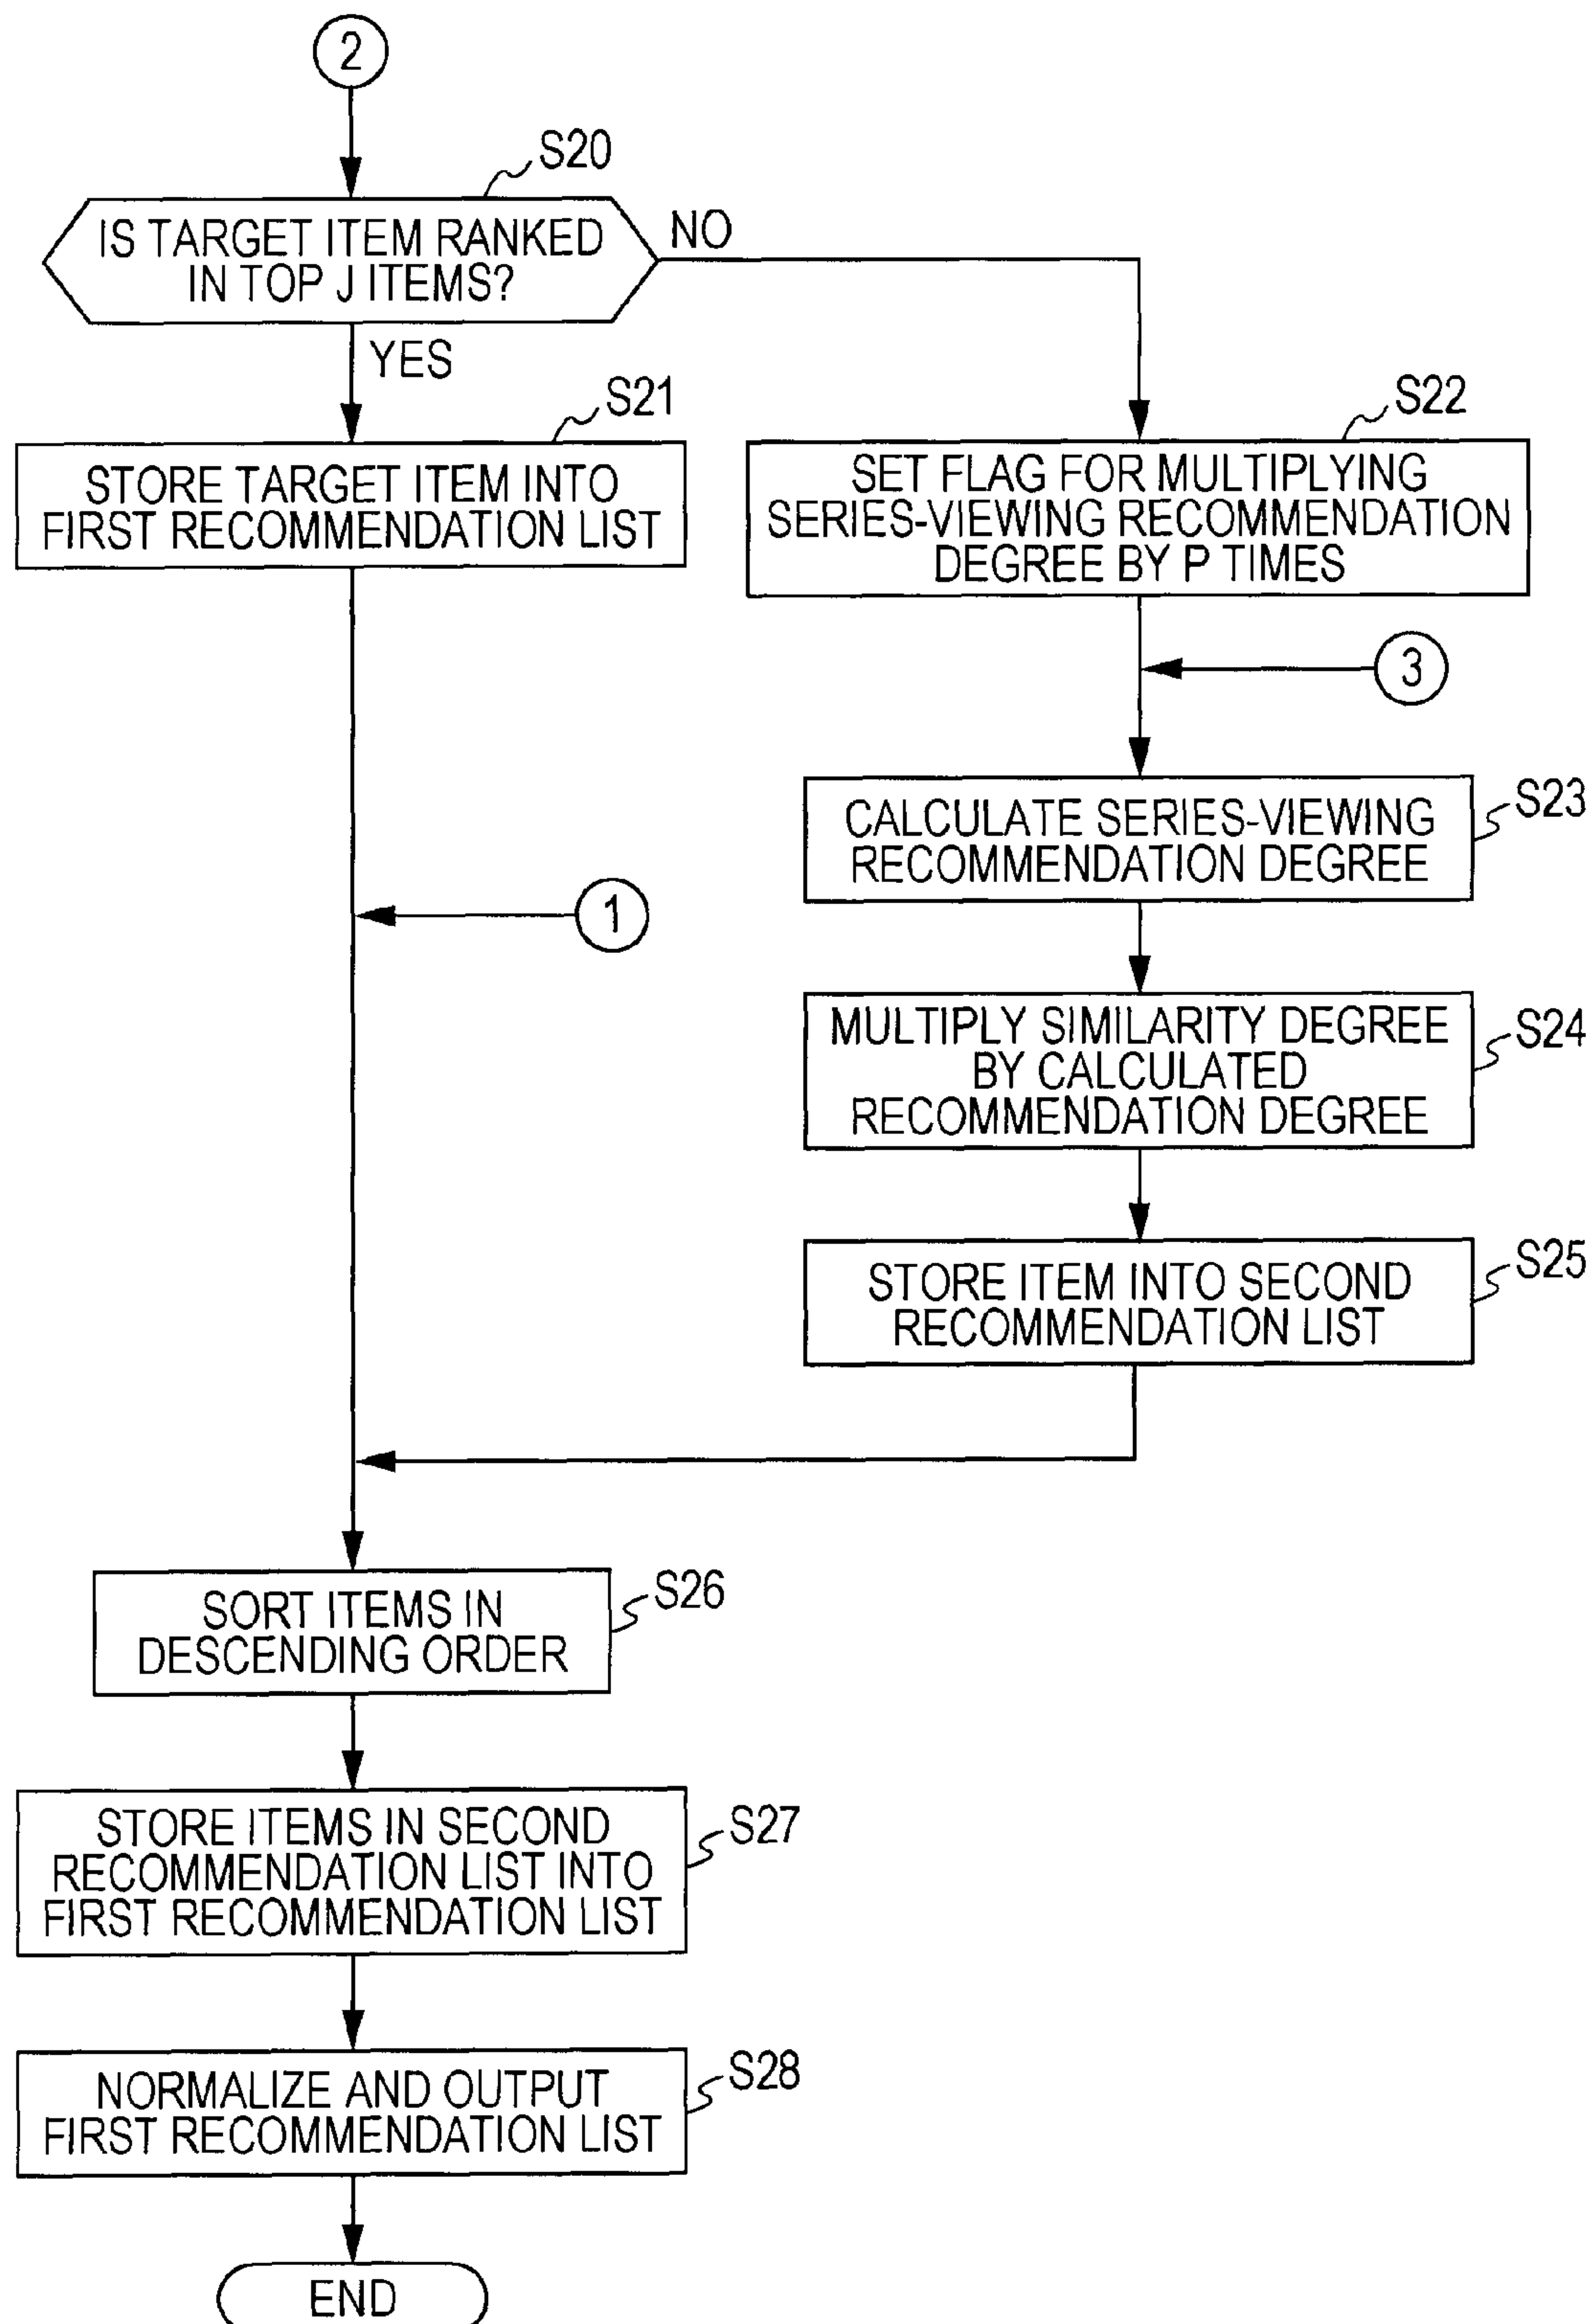 2
S20
IS TARGET ITEM RANKED
IN TOP J ITEMS?
NO
YES
S21
STORE TARGET ITEM INTO
FIRST RECOMMENDATION LIST
S22
SET FLAG FOR MULTIPLYING
SERIES-VIEWING RECOMMENDATION
DEGREE BY P TIMES
3
S23
CALCULATE SERIES-VIEWING
RECOMMENDATION DEGREE
1
S24
MULTIPLY SIMILARITY DEGREE
BY CALCULATED
RECOMMENDATION DEGREE
S25
STORE ITEM INTO SECOND
RECOMMENDATION LIST
S26
SORT ITEMS IN
DESCENDING ORDER
S27
STORE ITEMS IN SECOND
RECOMMENDATION LIST INTO
FIRST RECOMMENDATION LIST
S28
NORMALIZE AND OUTPUT
FIRST RECOMMENDATION LIST
END